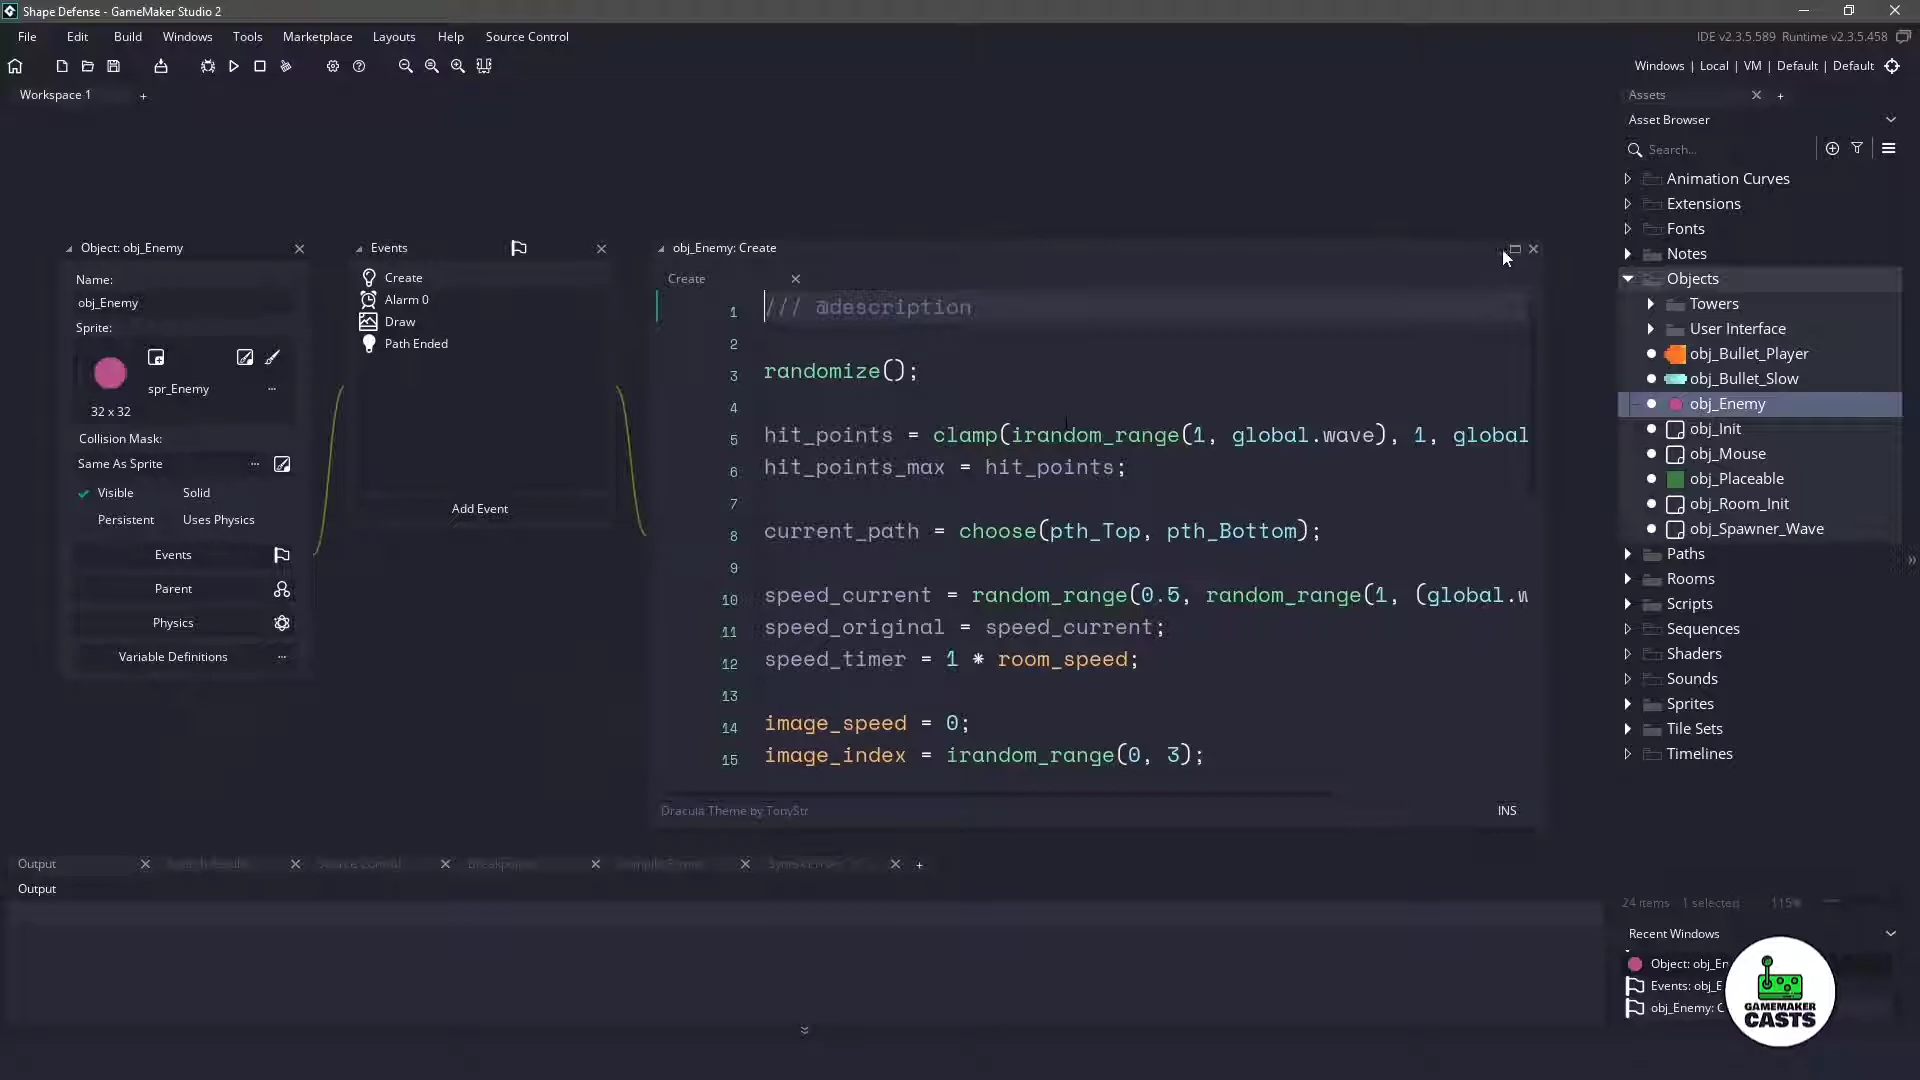 Shape Defense - GameMaker Studio 2
File Edit Build Windows Tools Marketplace Layouts Help Source Control
IDE v2.3.5.589 Runtime v2.3.5.458
Windows | Local | VM | Default | Default
Workspace 1 +
Assets
Asset Browser
Search...
Animation Curves
Extensions
Fonts
Notes
Objects
Towers
User Interface
obj_Bullet_Player
obj_Bullet_Slow
obj_Enemy
obj_Init
obj_Mouse
obj_Placeable
obj_Room_Init
obj_Spawner_Wave
Paths
Rooms
Scripts
Sequences
Shaders
Sounds
Sprites
Tile Sets
Timelines
Object: obj_Enemy
Name:
obj_Enemy
Sprite:
spr_Enemy
32 x 32
Collision Mask:
Same As Sprite
Visible Solid
Persistent Uses Physics
Events
Parent
Physics
Variable Definitions
Events
Create
Alarm 0
Draw
Path Ended
Add Event
obj_Enemy: Create
Create
1 /// @description
2
3 randomize();
4
5 hit_points = clamp(irandom_range(1, global.wave), 1, global
6 hit_points_max = hit_points;
7
8 current_path = choose(pth_Top, pth_Bottom);
9
10 speed_current = random_range(0.5, random_range(1, (global.w
11 speed_original = speed_current;
12 speed_timer = 1 * room_speed;
13
14 image_speed = 0;
15 image_index = irandom_range(0, 3);
Dracula Theme by TonyStr
INS
Output
Output
24 items 1 selected 115%
Recent Windows
Object: obj_En
Events: obj_E
obj_Enemy: C
GAMEMAKER
CASTS